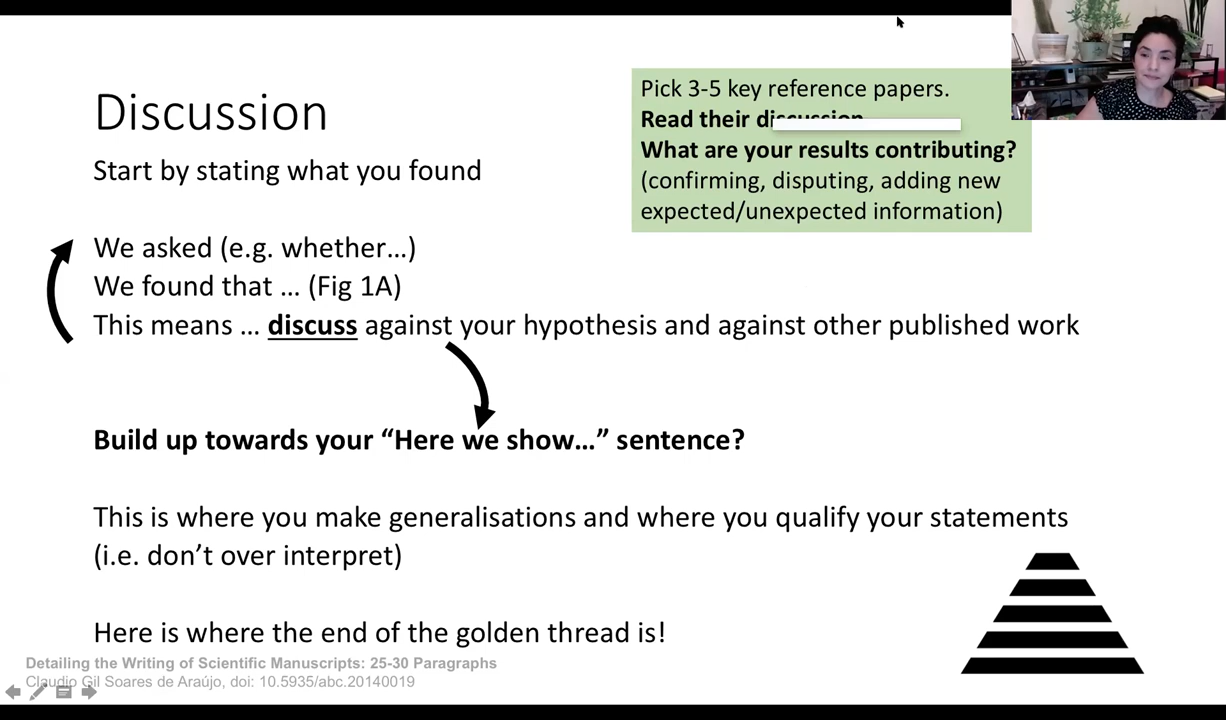 Discussion
Start by stating what you found
Pick 3-5 key reference papers.
Read their discussion
What are your results contributing?
(confirming, disputing, adding new
expected/unexpected information)
We asked (e.g. whether…)
We found that … (Fig 1A)
This means … discuss against your hypothesis and against other published work
Build up towards your “Here we show…” sentence?
This is where you make generalisations and where you qualify your statements
(i.e. don’t over interpret)
Here is where the end of the golden thread is!
Detailing the Writing of Scientific Manuscripts: 25-30 Paragraphs
Claudio Gil Soares de Araújo, doi: 10.5935/abc.20140019